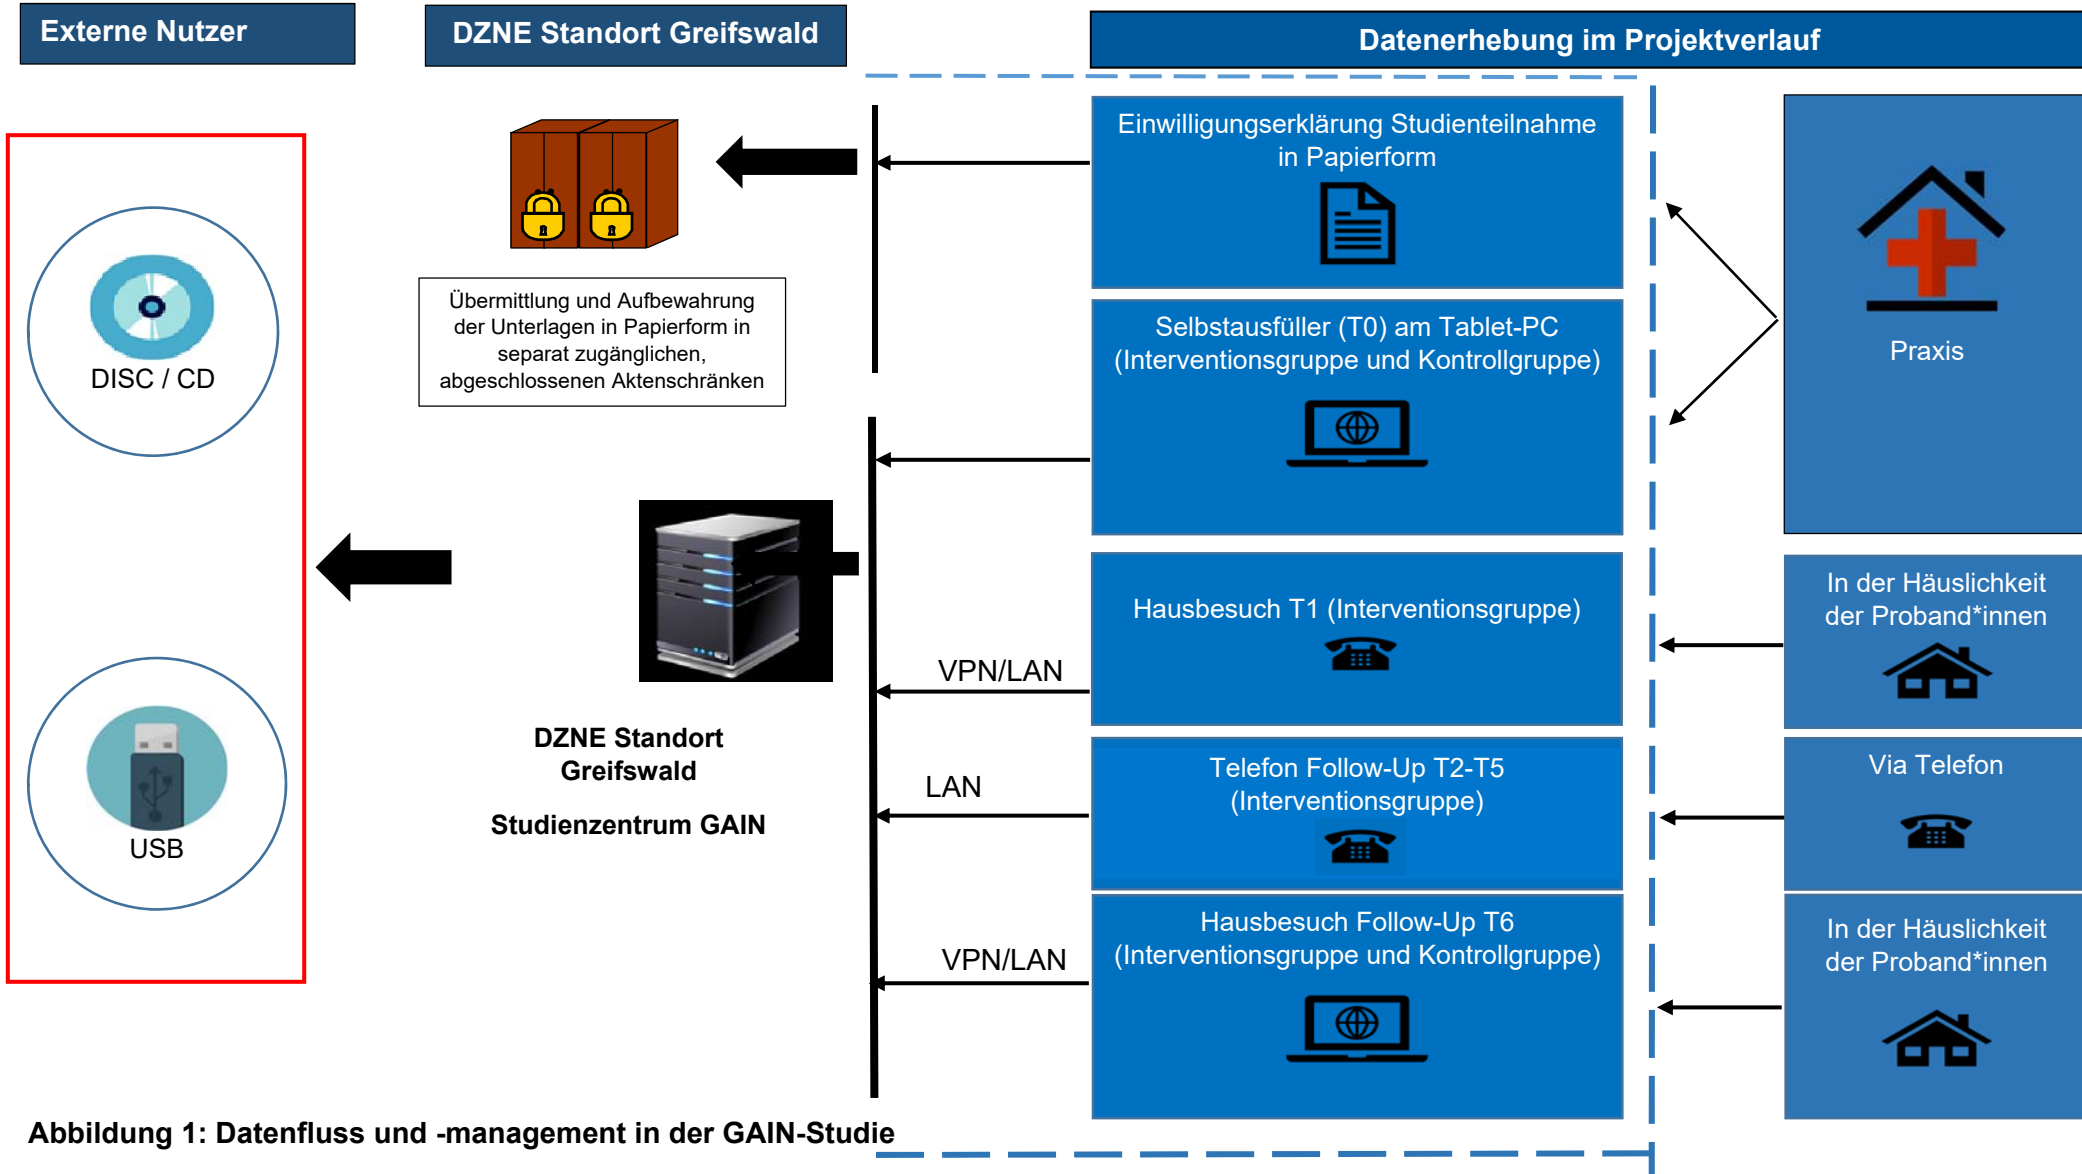 Externe Nutzer
DZNE Standort Greifswald
Datenerhebung im Projektverlauf
DISC / CD
USB
Übermittlung und Aufbewahrung
der Unterlagen in Papierform in
separat zugänglichen,
abgeschlossenen Aktenschränken
DZNE Standort
Greifswald
Studienzentrum GAIN
VPN/LAN
LAN
VPN/LAN
Einwilligungserklärung Studienteilnahme
in Papierform
Selbstausfüller (T0) am Tablet-PC
(Interventionsgruppe und Kontrollgruppe)
Hausbesuch T1 (Interventionsgruppe)
Telefon Follow-Up T2-T5
(Interventionsgruppe)
Hausbesuch Follow-Up T6
(Interventionsgruppe und Kontrollgruppe)
Praxis
In der Häuslichkeit
der Proband*innen
Via Telefon
In der Häuslichkeit
der Proband*innen
Abbildung 1: Datenfluss und -management in der GAIN-Studie